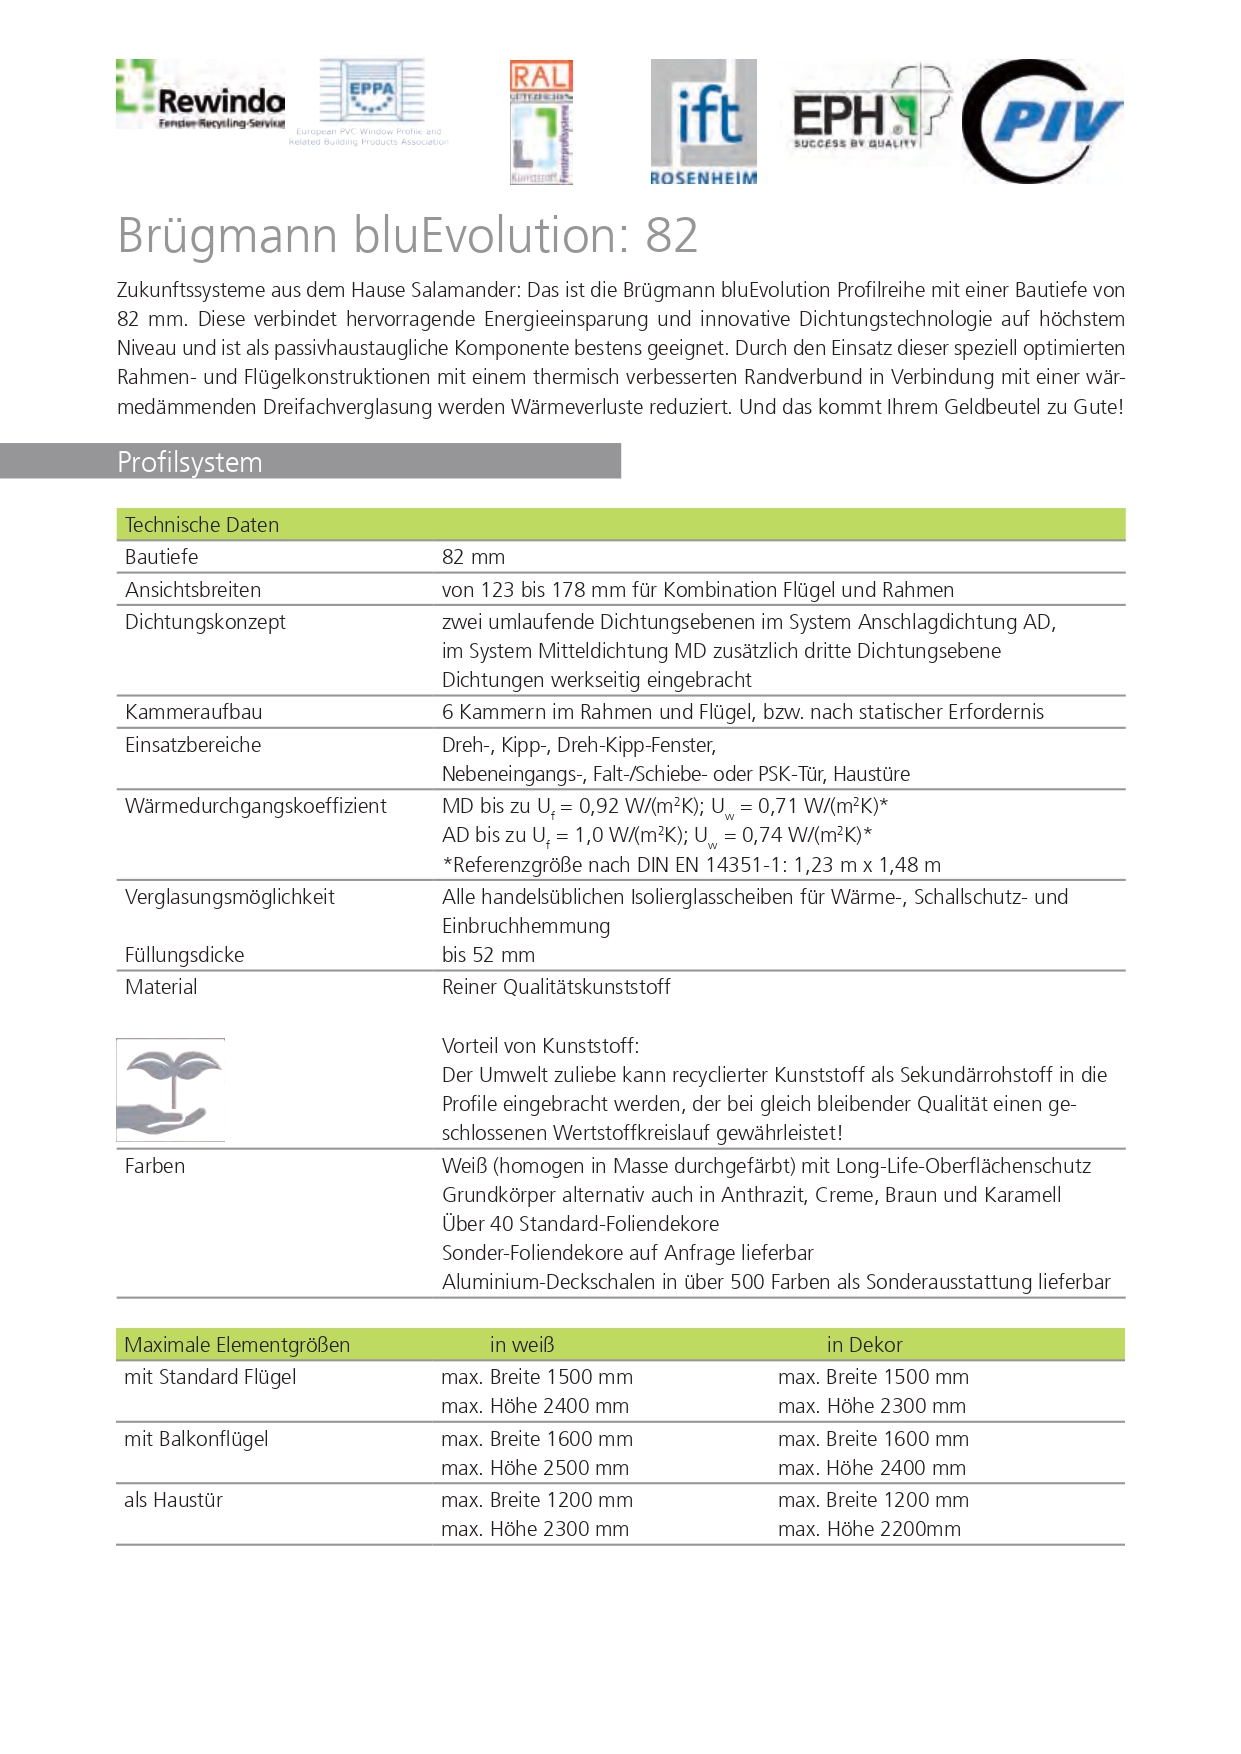 Rewindo
Fenster-Recycling-Service
EPPA
European PVC Window Profile and
Related Building Products Association
RAL
GÜTEZEICHEN
Kunststoff
Fensterprofilsysteme
ift
ROSENHEIM
EPH
SUCCESS BY QUALITY
PIV
Brügmann bluEvolution: 82
Zukunftssysteme aus dem Hause Salamander: Das ist die Brügmann bluEvolution Profilreihe mit einer Bautiefe von
82 mm. Diese verbindet hervorragende Energieeinsparung und innovative Dichtungstechnologie auf höchstem
Niveau und ist als passivhaustaugliche Komponente bestens geeignet. Durch den Einsatz dieser speziell optimierten
Rahmen- und Flügelkonstruktionen mit einem thermisch verbesserten Randverbund in Verbindung mit einer wär-
medämmenden Dreifachverglasung werden Wärmeverluste reduziert. Und das kommt Ihrem Geldbeutel zu Gute!
Profilsystem
Technische Daten
Bautiefe 82 mm
Ansichtsbreiten von 123 bis 178 mm für Kombination Flügel und Rahmen
Dichtungskonzept zwei umlaufende Dichtungsebenen im System Anschlagdichtung AD,
im System Mitteldichtung MD zusätzlich dritte Dichtungsebene
Dichtungen werkseitig eingebracht
Kammeraufbau 6 Kammern im Rahmen und Flügel, bzw. nach statischer Erfordernis
Einsatzbereiche Dreh-, Kipp-, Dreh-Kipp-Fenster,
Nebeneingangs-, Falt-/Schiebe- oder PSK-Tür, Haustüre
Wärmedurchgangskoeffizient MD bis zu Uf = 0,92 W/(m²K); Uw = 0,71 W/(m²K)*
AD bis zu Uf = 1,0 W/(m²K); Uw = 0,74 W/(m²K)*
*Referenzgröße nach DIN EN 14351-1: 1,23 m x 1,48 m
Verglasungsmöglichkeit Alle handelsüblichen Isolierglasscheiben für Wärme-, Schallschutz- und
Einbruchhemmung
Füllungsdicke bis 52 mm
Material Reiner Qualitätskunststoff
Vorteil von Kunststoff:
Der Umwelt zuliebe kann recyclierter Kunststoff als Sekundärrohstoff in die
Profile eingebracht werden, der bei gleich bleibender Qualität einen ge-
schlossenen Wertstoffkreislauf gewährleistet!
Farben Weiß (homogen in Masse durchgefärbt) mit Long-Life-Oberflächenschutz
Grundkörper alternativ auch in Anthrazit, Creme, Braun und Karamell
Über 40 Standard-Foliendekore
Sonder-Foliendekore auf Anfrage lieferbar
Aluminium-Deckschalen in über 500 Farben als Sonderausstattung lieferbar
Maximale Elementgrößen in weiß in Dekor
mit Standard Flügel max. Breite 1500 mm max. Breite 1500 mm
max. Höhe 2400 mm max. Höhe 2300 mm
mit Balkonflügel max. Breite 1600 mm max. Breite 1600 mm
max. Höhe 2500 mm max. Höhe 2400 mm
als Haustür max. Breite 1200 mm max. Breite 1200 mm
max. Höhe 2300 mm max. Höhe 2200mm